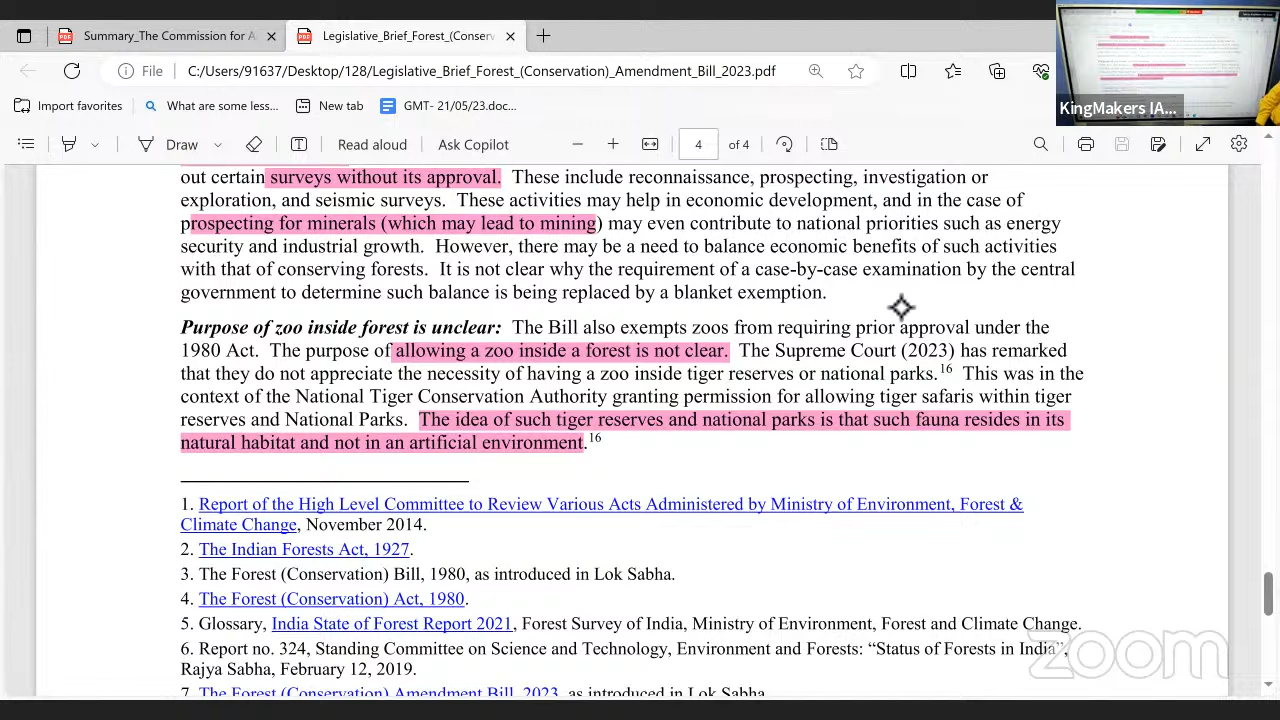 Summary_The Commission for A
Legislative_Brief_Forest_(Conserv
File
Import favorites
What are the bases...
New tab
GMT- 21/03/23.doc...
KingMakers IA...
Draw
Read aloud
Ask Copilot
4
of 4
out certain surveys without its approval. These include reconnaissance, prospecting, investigation or
exploration, and seismic surveys. These activities may help in economic development, and in the case of
prospecting for minerals (which may lead to mining) may even contribute to national priorities such as energy
security and industrial growth. However, there may be a need to balance economic benefits of such activities
with that of conserving forests. It is not clear why the requirement of a case-by-case examination by the central
government to determine such balance is being replaced by a blanket exemption.
Purpose of zoo inside forest is unclear: The Bill also exempts zoos from requiring prior approval under the
1980 Act. The purpose of allowing a zoo inside a forest is not clear. The Supreme Court (2023) has remarked
that they do not appreciate the necessity of having a zoo inside tiger reserves or national parks.16 This was in the
context of the National Tiger Conservation Authority granting permission for allowing tiger safaris within tiger
reserves and National Parks. The idea of such tiger reserves and national parks is that such fauna resides in its
natural habitat and not in an artificial environment.16
1. Report of the High Level Committee to Review Various Acts Administered by Ministry of Environment, Forest &
Climate Change, November 2014.
2. The Indian Forests Act, 1927.
3. The Forest (Conservation) Bill, 1980, as introduced in Lok Sabha.
4. The Forest (Conservation) Act, 1980.
5. Glossary, India State of Forest Report 2021, Forest Survey of India, Ministry of Environment, Forest and Climate Change.
6. Report no. 324, Standing Committee on Science and Technology, Environment and Forests: “Status of Forests in India”,
Rajya Sabha, February 12, 2019.
7. The Forest (Conservation) Amendment Bill, 2023, as introduced in Lok Sabha.
zoom